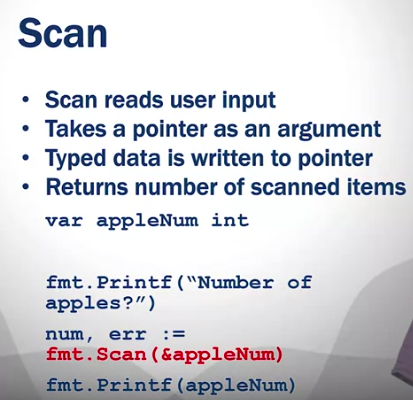 Scan
• Scan reads user input
• Takes a pointer as an argument
• Typed data is written to pointer
• Returns number of scanned items
var appleNum int
fmt.Printf(“Number of
apples?”)
num, err :=
fmt.Scan(&appleNum)
fmt.Printf(appleNum)